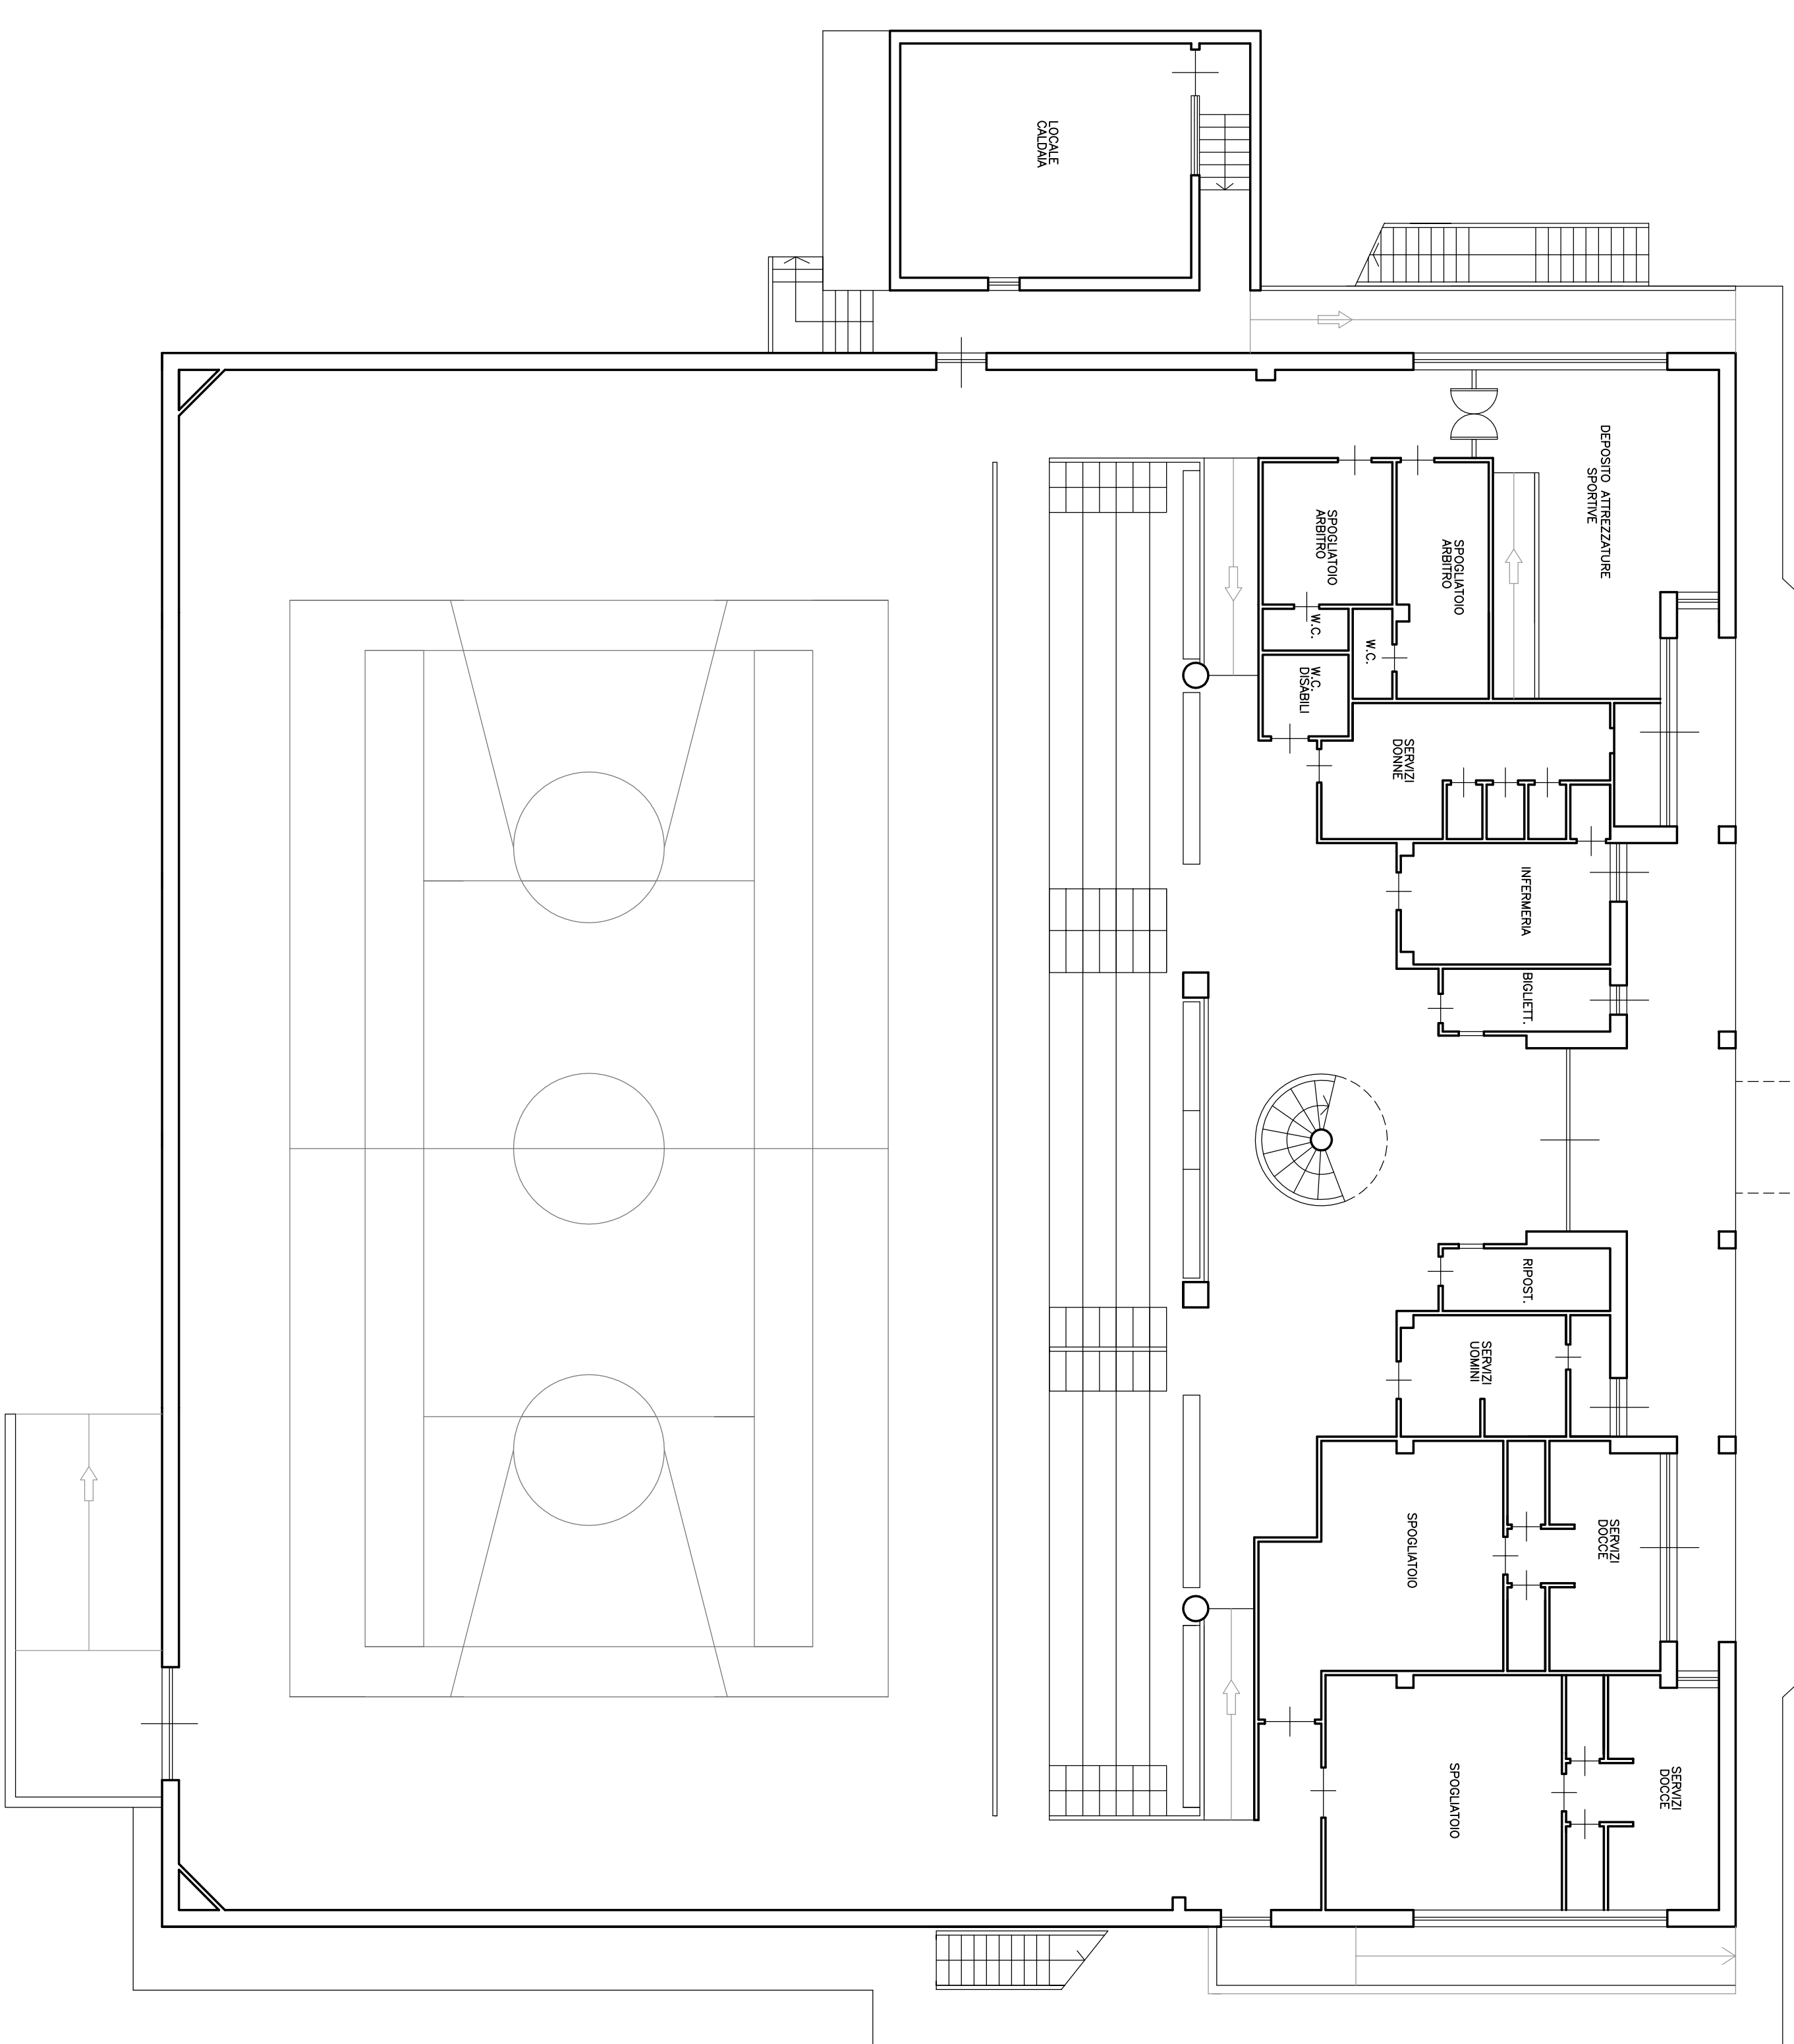 LOCALE
CALDAIA
DEPOSITO ATTREZZATURE
SPORTIVE
SPOGLIATOIO
ARBITRO
SPOGLIATOIO
ARBITRO
W.C.
W.C.
W.C.
DISABILI
SERVIZI
DONNE
INFERMERIA
BIGLIETT.
RIPOST.
SERVIZI
UOMINI
SPOGLIATOIO
SERVIZI
DOCCE
SPOGLIATOIO
SERVIZI
DOCCE